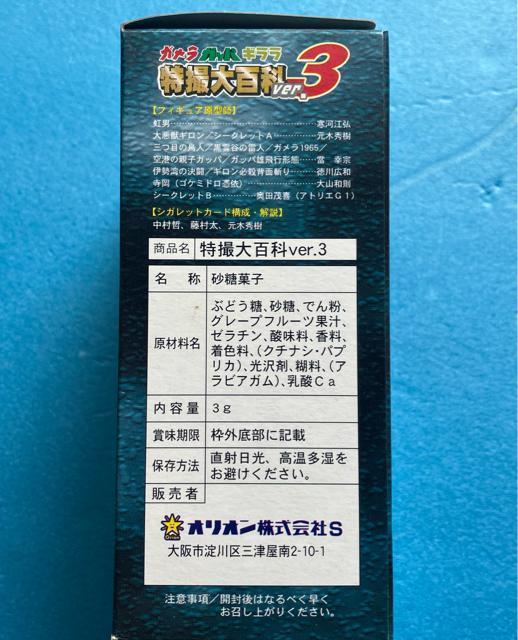 ガメラ ガッパ ギララ
特撮大百科ver.3
【フィギュア原型師】
虹男……………………………………寒河江弘
大悪獣ギロン／シークレットA…………元木秀樹
三つ目の鳥人／黒雲谷の雷人／ガメラ1965／
空港の親子ガッパ／ガッパ雄飛行形態…當　幸宗
伊勢湾の決闘／ギロン必殺背面斬り……徳川広和
寺岡（ゴケミドロ憑依）………………大山和則
シークレットB…………奥田茂喜（アトリエG1）
【シガレットカード構成・解説】
中村哲、藤村太、元木秀樹
商品名 特撮大百科ver.3
名　称 砂糖菓子
原材料名 ぶどう糖、砂糖、でん粉、
グレープフルーツ果汁、
ゼラチン、酸味料、香料、
着色料、(クチナシ・パプ
リカ)、光沢剤、糊料、(ア
ラビアガム)、乳酸Ｃａ
内容量 ３ｇ
賞味期限 枠外底部に記載
保存方法 直射日光、高温多湿を
お避けください。
販売者
オリオン株式会社S
大阪市淀川区三津屋南2-10-1
注意事項／開封後はなるべく早く
お召し上がりください。